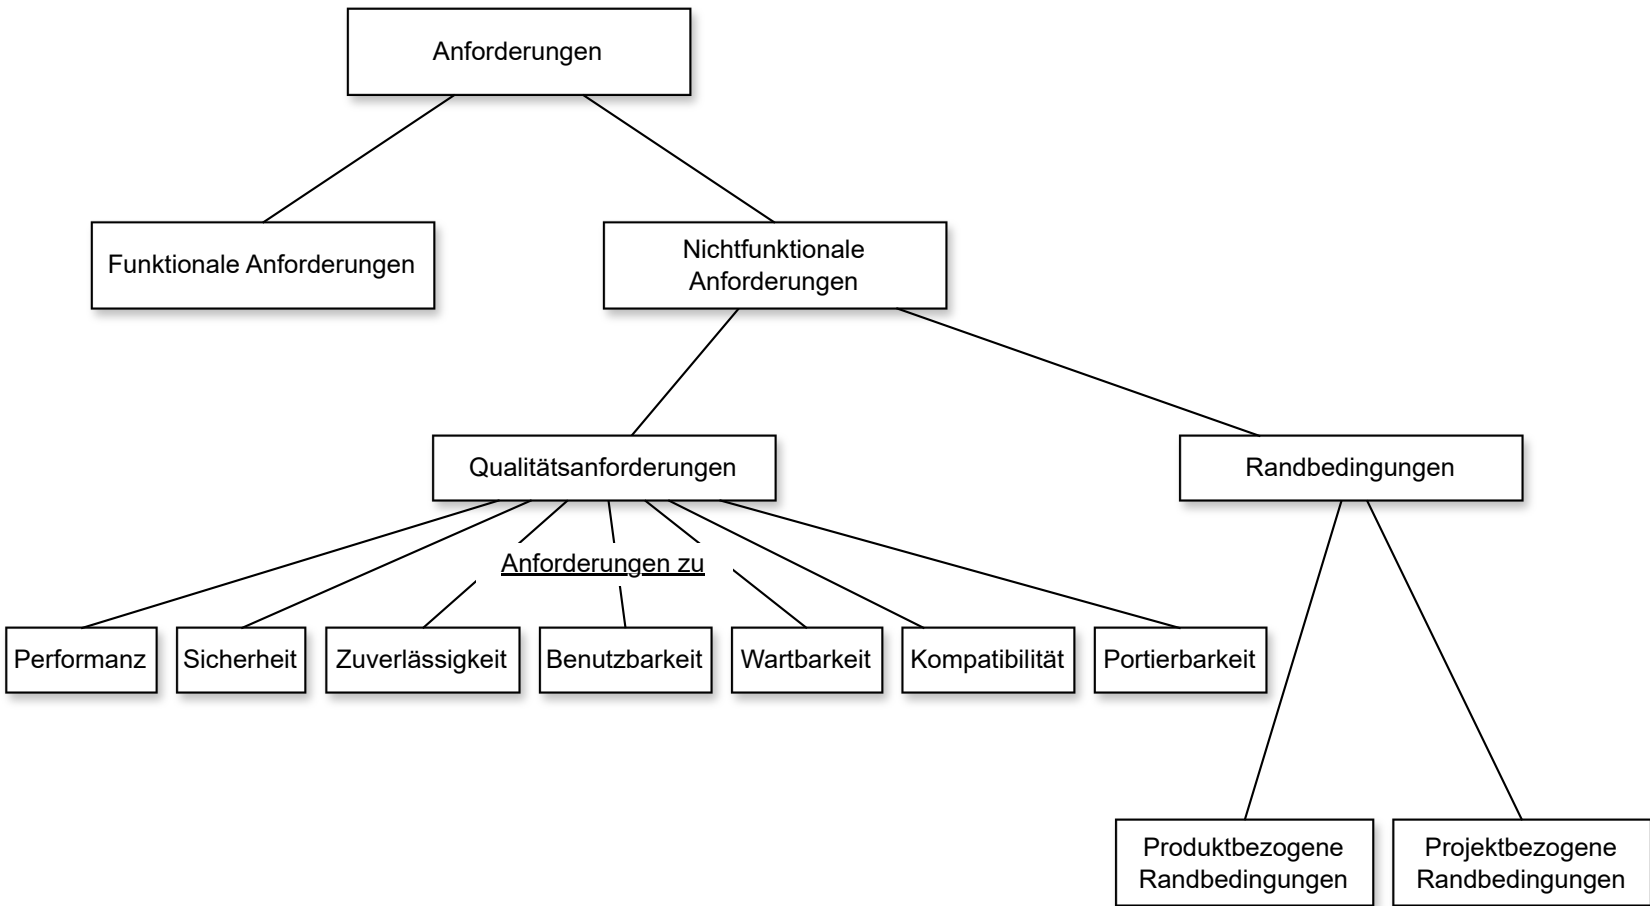 Anforderungen
Funktionale Anforderungen
Nichtfunktionale
Anforderungen
Qualitätsanforderungen
Randbedingungen
Anforderungen zu
Performanz
Sicherheit
Zuverlässigkeit
Benutzbarkeit
Wartbarkeit
Kompatibilität
Portierbarkeit
Produktbezogene
Randbedingungen
Projektbezogene
Randbedingungen